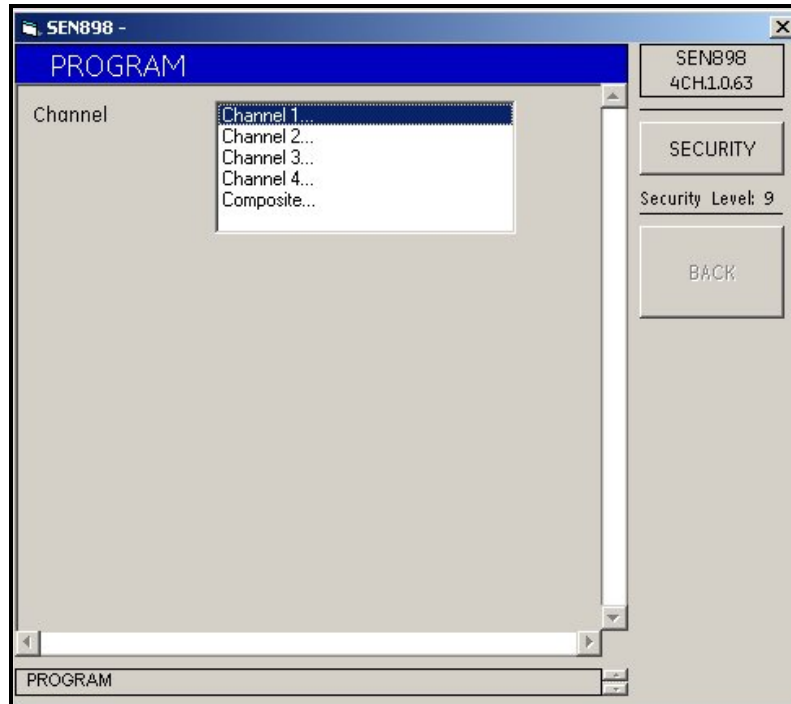 SEN898 -
PROGRAM
Channel
Channel 1...
Channel 2...
Channel 3...
Channel 4...
Composite...
SEN898
4CH.1.0.63
SECURITY
Security Level: 9
BACK
PROGRAM